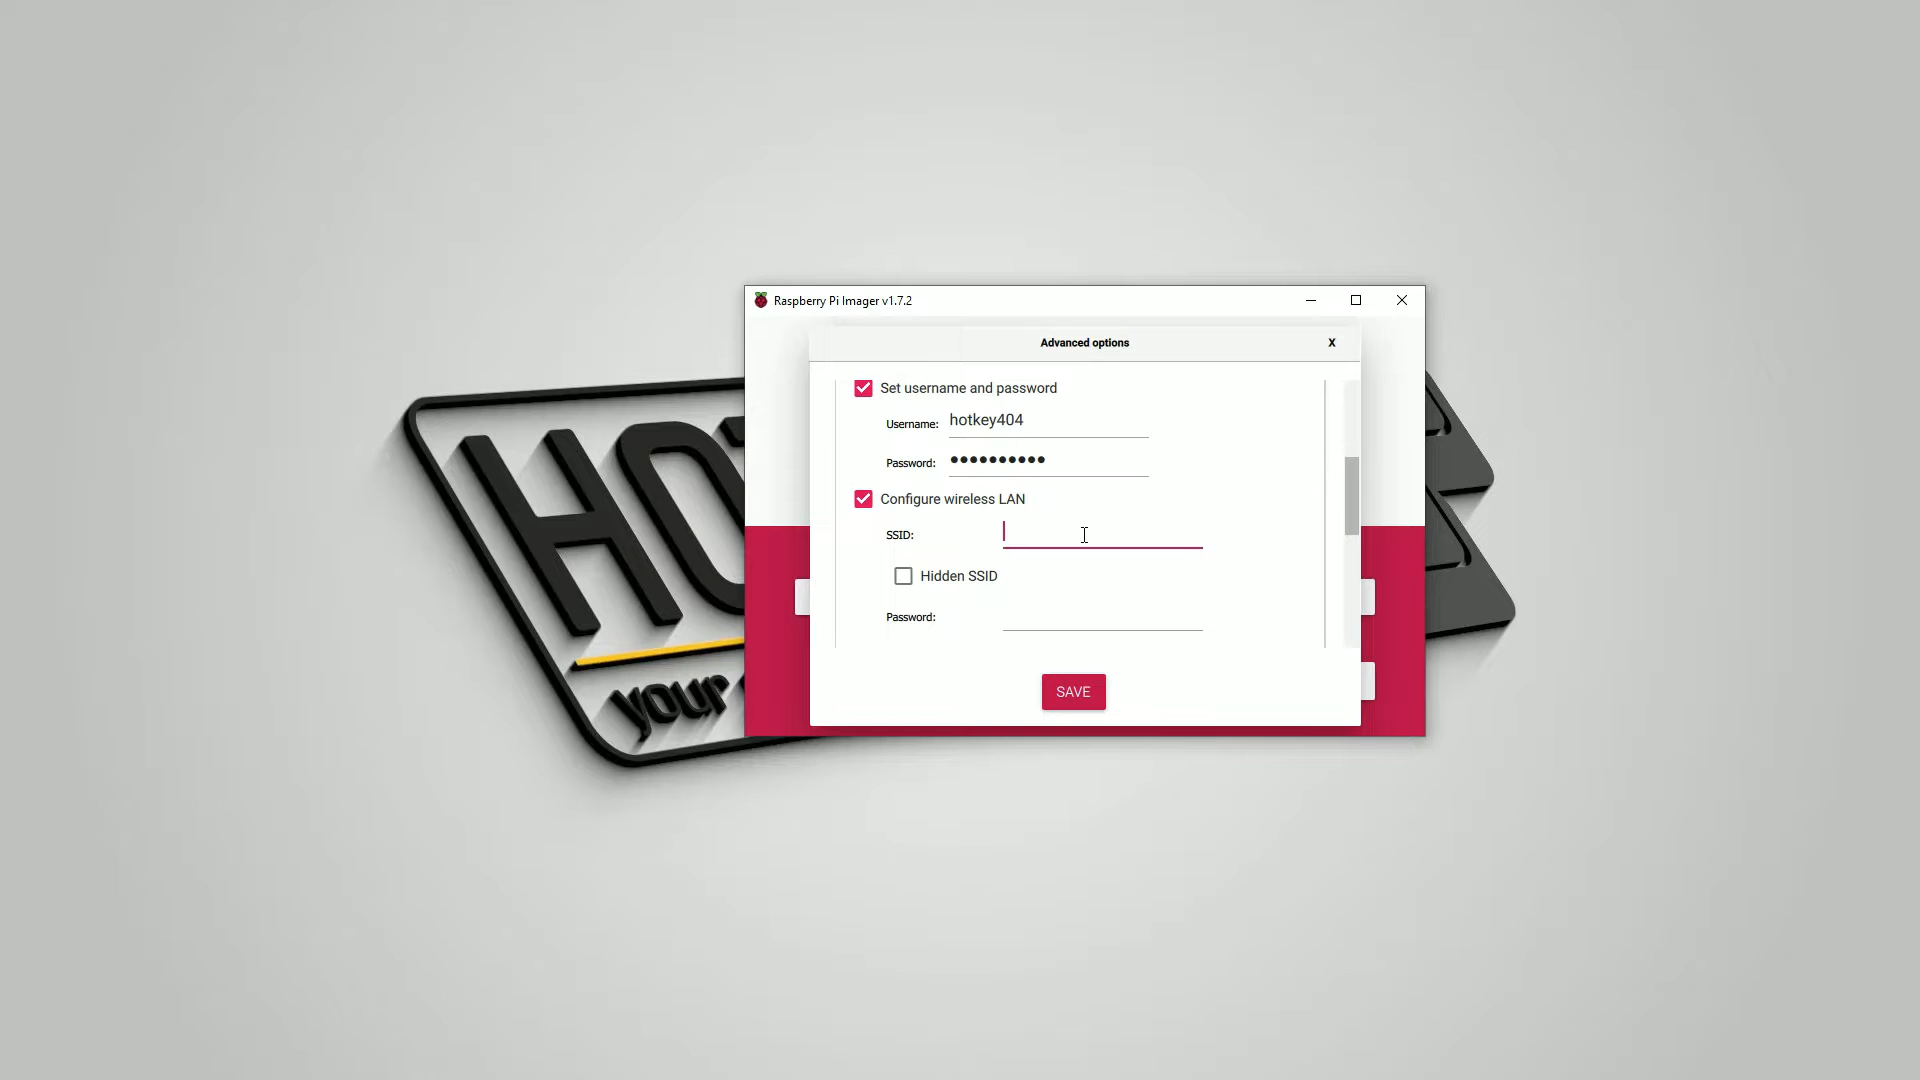 Raspberry Pi Imager v1.7.2
Advanced options
X
Set username and password
Username: hotkey404
Password: ●●●●●●●●●●
Configure wireless LAN
SSID:
Hidden SSID
Password:
SAVE
your